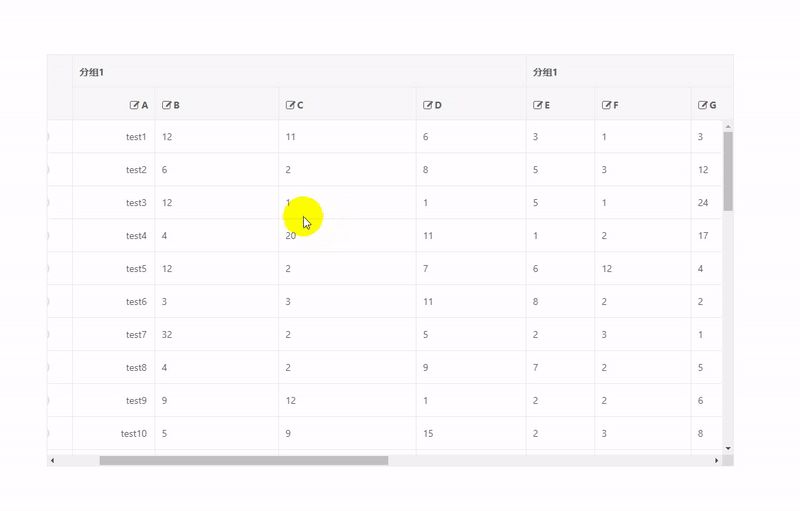 分组1 分组1
A B C D E F G
test1 12 11 6 3 1 3
test2 6 2 8 5 3 12
test3 12 1 1 5 1 24
test4 4 20 11 1 2 17
test5 12 2 7 6 12 4
test6 3 3 11 8 2 2
test7 32 2 5 2 3 1
test8 4 2 9 7 2 5
test9 9 12 1 2 2 6
test10 5 9 15 2 3 8